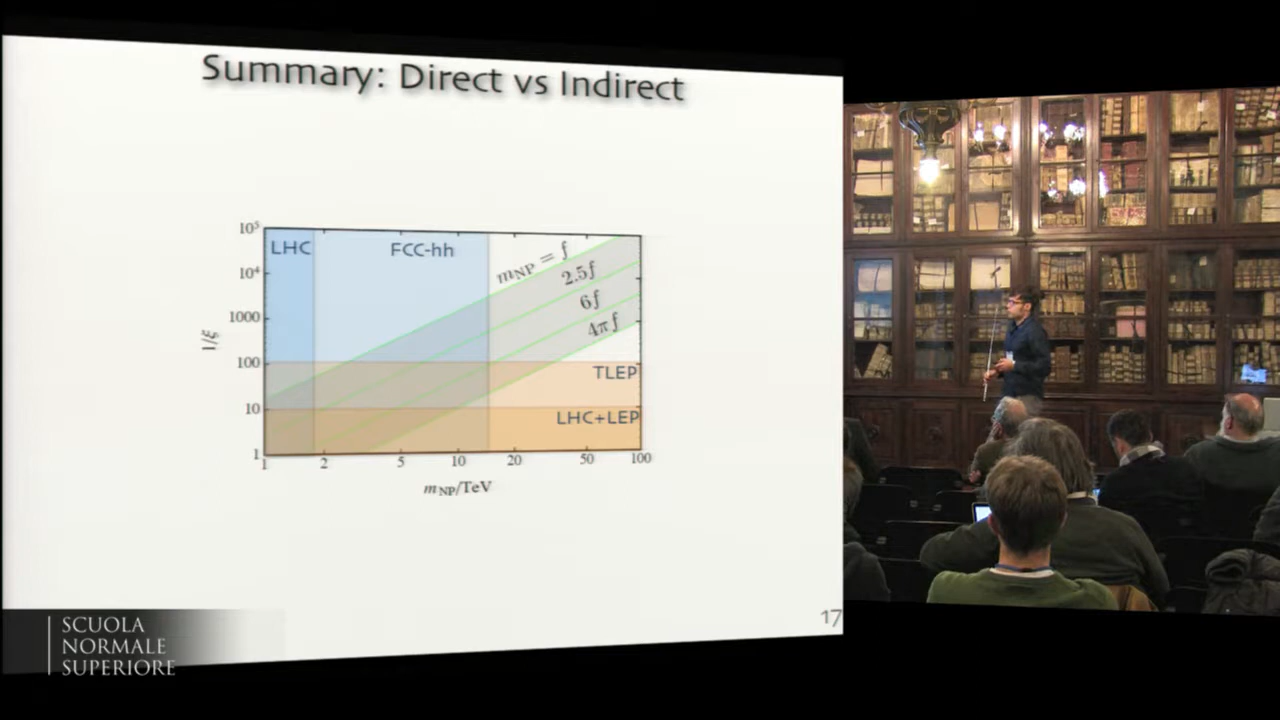 Summary: Direct vs Indirect
10⁵
LHC
FCC-hh
m_NP = f
2.5f
10⁴
6f
1000
4πf
1/ξ
100
TLEP
10
LHC+LEP
1
1 2 5 10 20 50 100
m_NP/TeV
17
SCUOLA
NORMALE
SUPERIORE